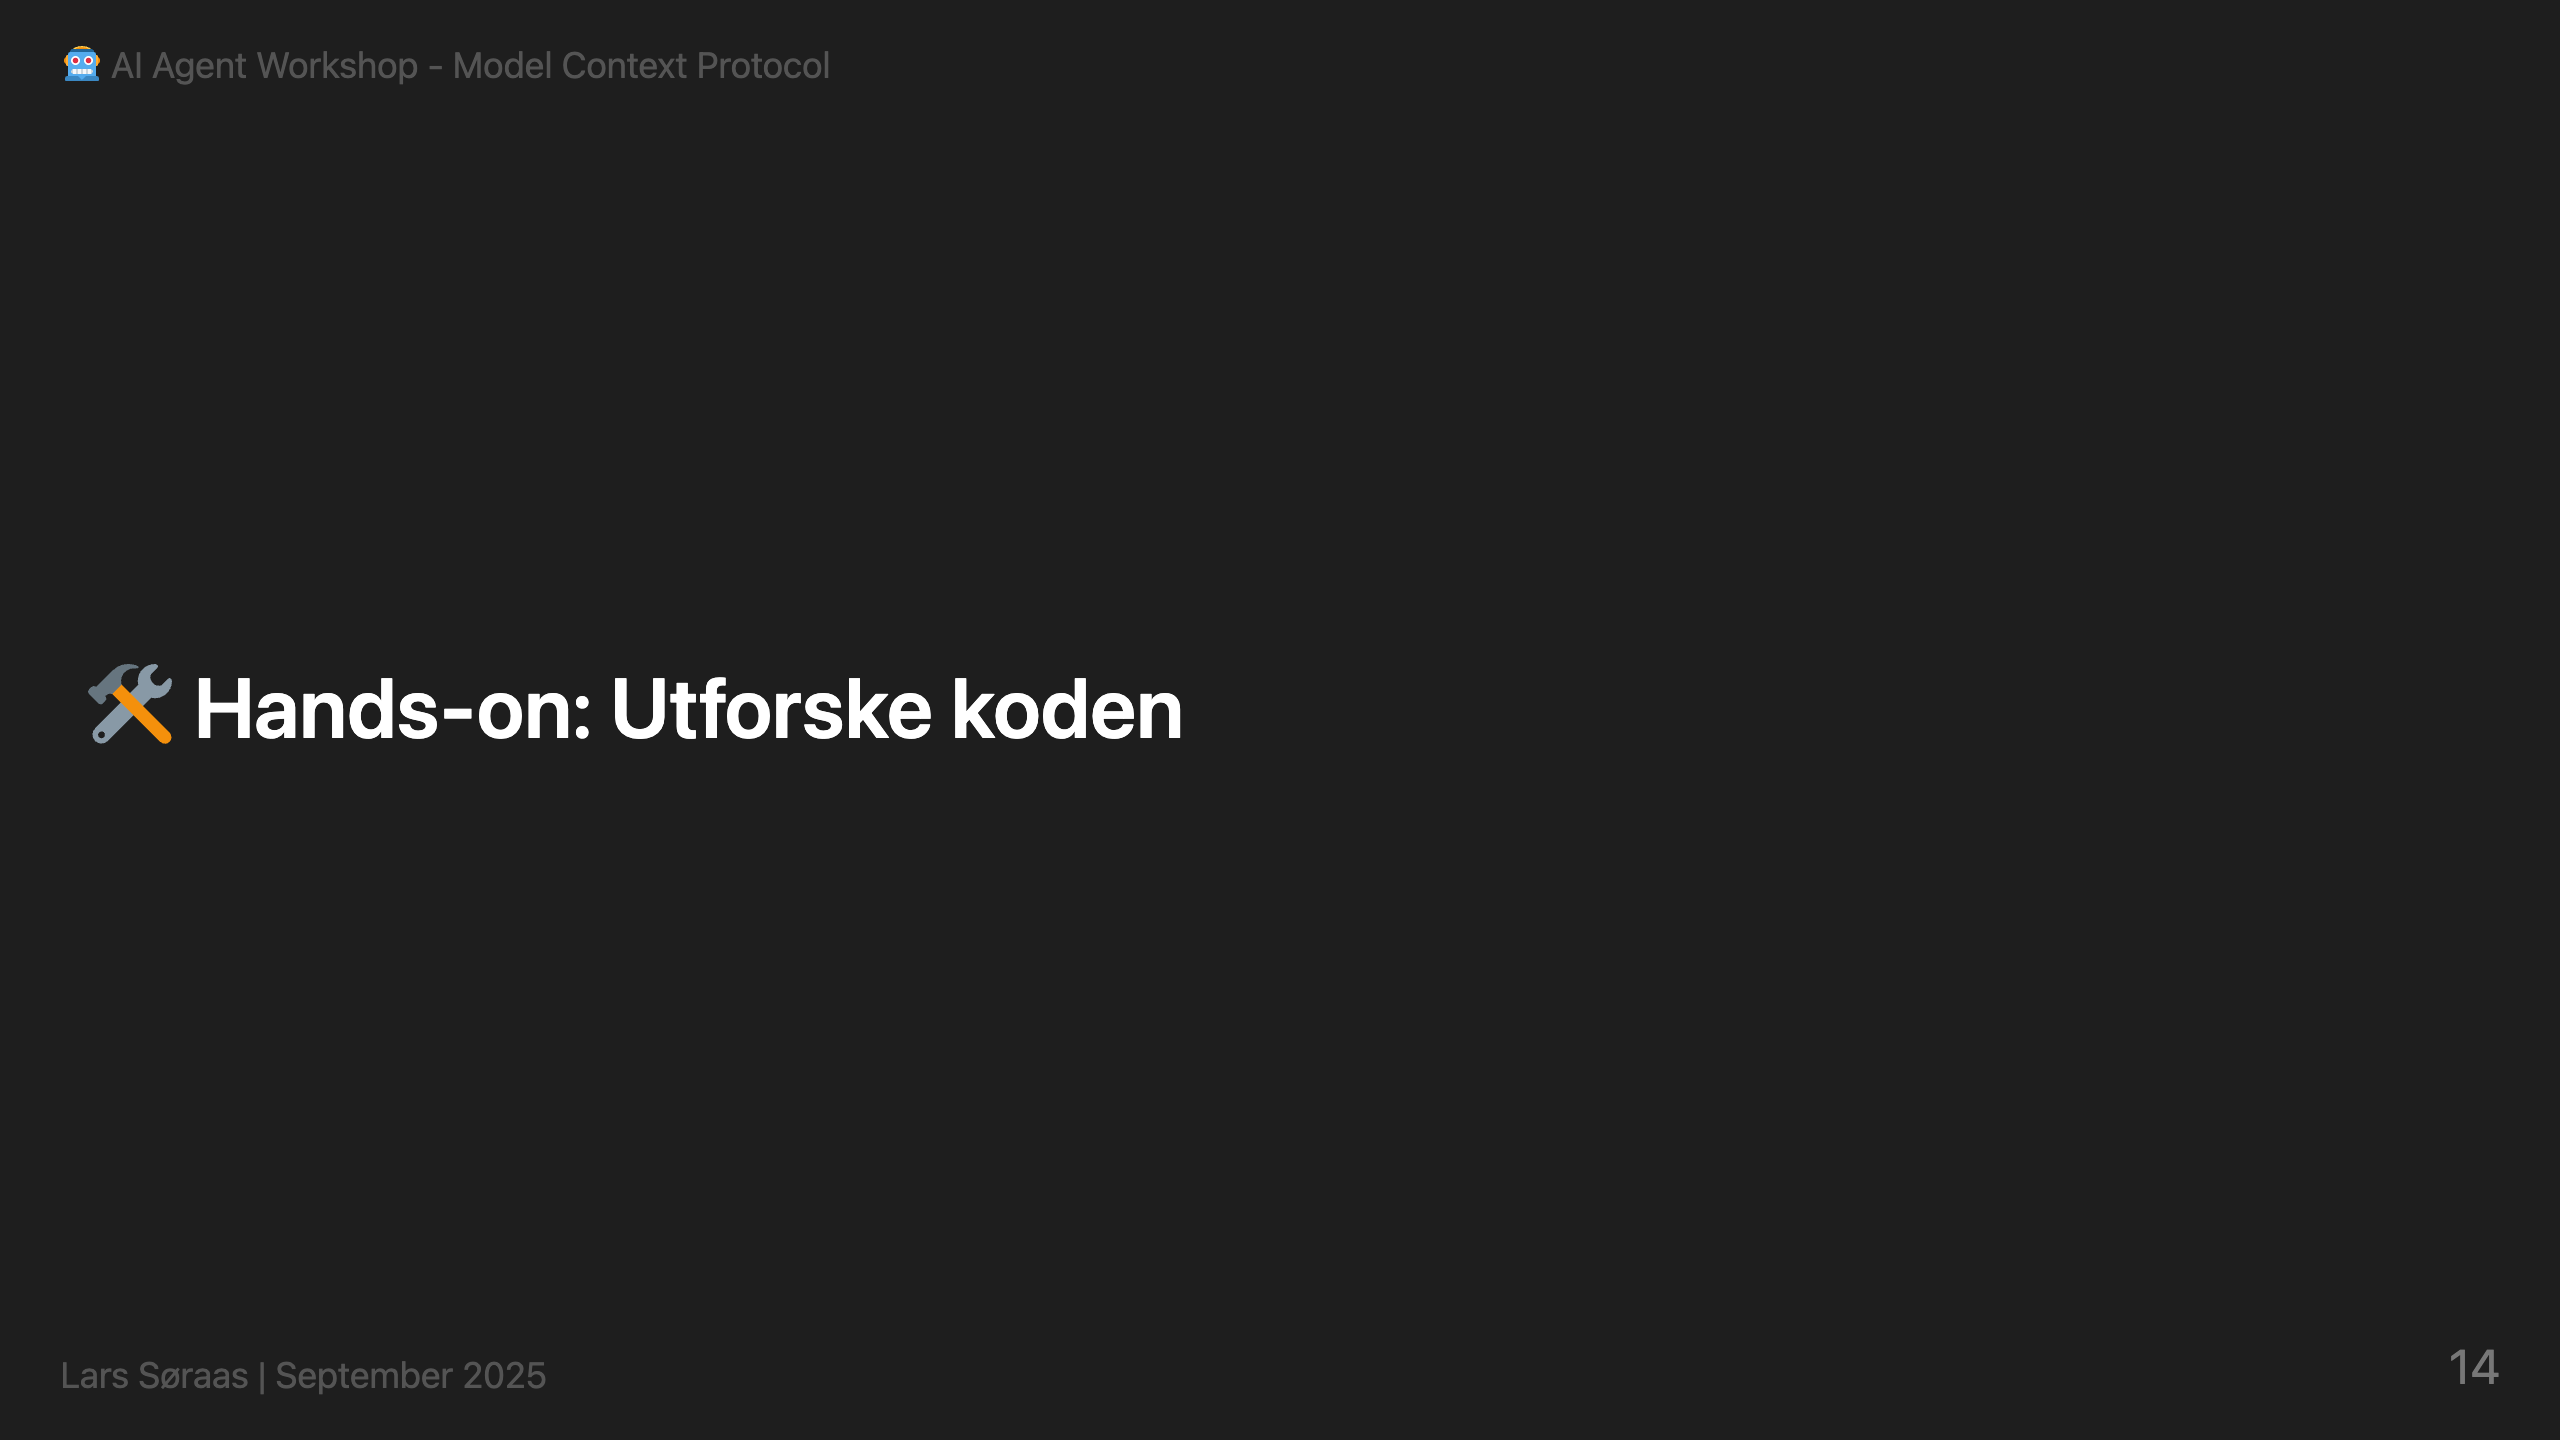 🤖 AI Agent Workshop - Model Context Protocol
🛠️ Hands-on: Utforske koden
Lars Søraas | September 2025
14